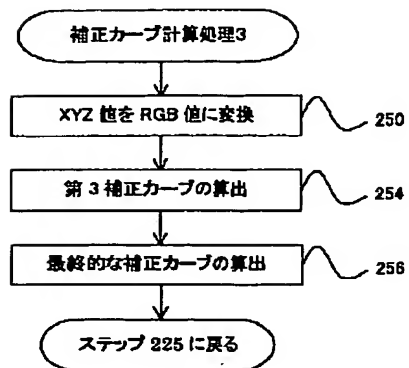 補正カーブ計算処理3
XYZ 値を RGB 値に変換
250
第 3 補正カーブの算出
254
最終的な補正カーブの算出
256
ステップ 225 に戻る